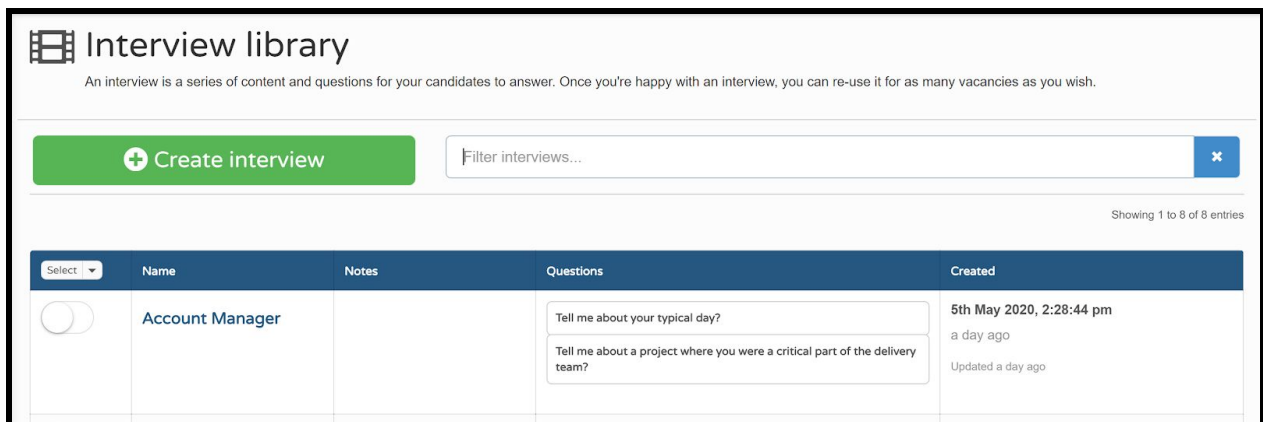 Interview library
An interview is a series of content and questions for your candidates to answer. Once you're happy with an interview, you can re-use it for as many vacancies as you wish.
Create interview
Filter interviews...
Showing 1 to 8 of 8 entries
Select Name Notes Questions Created
Account Manager
Tell me about your typical day?
Tell me about a project where you were a critical part of the delivery
team?
5th May 2020, 2:28:44 pm
a day ago
Updated a day ago